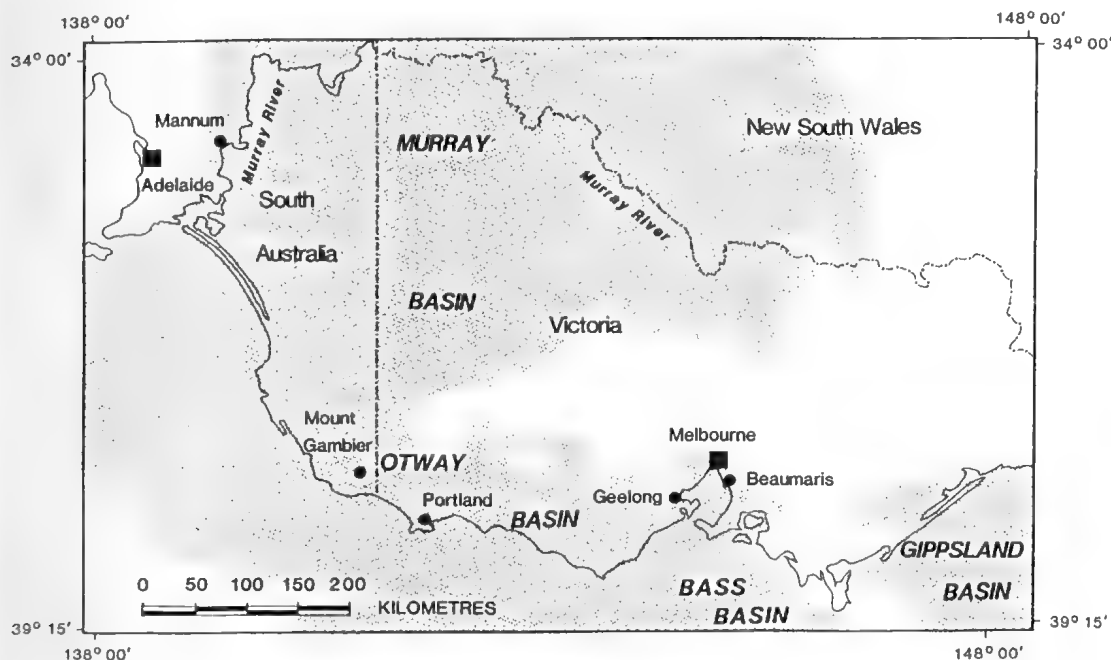 138° 00′
148° 00′
34° 00′
34° 00′
Mannum
Murray River
MURRAY
New South Wales
Adelaide
South
Murray River
Australia
BASIN
Victoria
Mount
Gambier
Melbourne
OTWAY
Beaumaris
Portland
Geelong
BASIN
GIPPSLAND
BASS
BASIN
BASIN
0 50 100 150 200
KILOMETRES
39° 15′
39° 15′
138° 00′
148° 00′